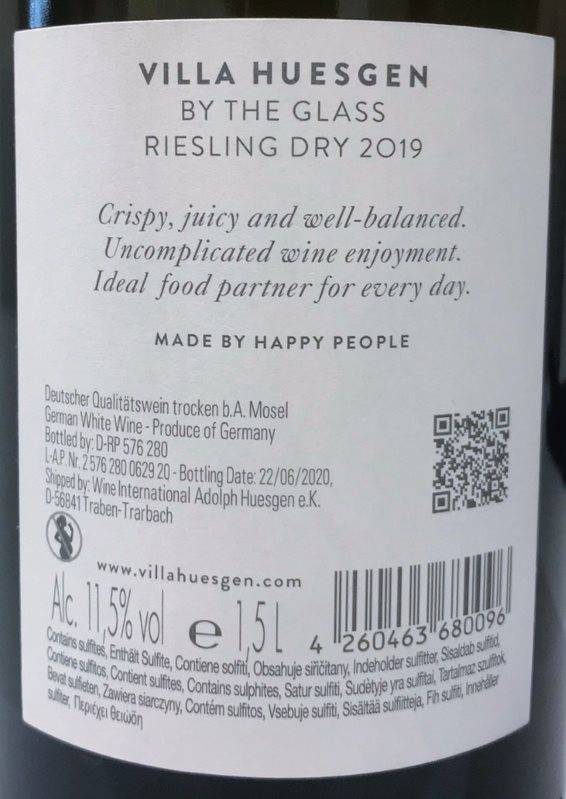 VILLA HUESGEN
BY THE GLASS
RIESLING DRY 2019
Crispy, juicy and well-balanced.
Uncomplicated wine enjoyment.
Ideal food partner for every day.
MADE BY HAPPY PEOPLE
Deutscher Qualitätswein trocken b.A. Mosel
German White Wine - Produce of Germany
Bottled by: D-RP 576 280
L-A.P. Nr. 2 576 280 0629 20 - Bottling Date: 22/06/2020,
Shipped by: Wine International Adolph Huesgen e.K.
D-56841 Traben-Trarbach
www.villahuesgen.com
Alc. 11,5% vol e 1,5 L
4 260463 680096
Contains sulfites, Enthält Sulfite, Contiene solfiti, Obsahuje siřičitany, Indeholder sulfitter, Sisaldab sulfitid,
Contiene sulfitos, Contient sulfites, Contains sulphites, Satur sulfīti, Sudėtyje yra sulfitai, Tartalmaz szulfitok,
Bevat sulfieten, Zawiera siarczyny, Contém sulfitos, Vsebuje sulfiti, Sisältää sulfiitteja, Fih sulfiti, Innehåller
sulfiter, Περιέχει θειώδη